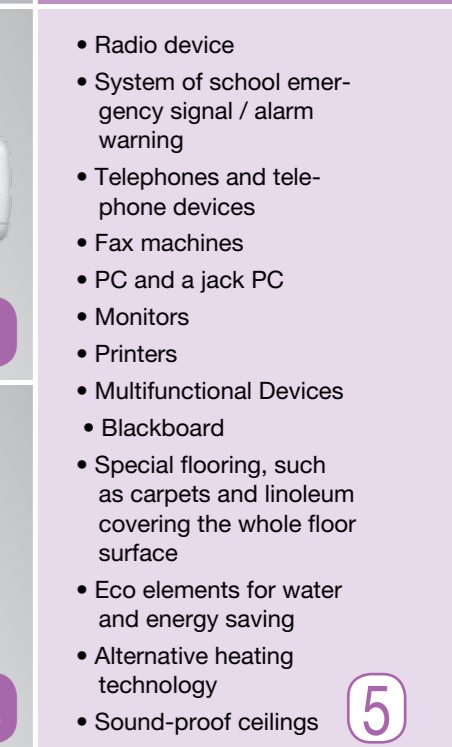 • Radio device
• System of school emer-
gency signal / alarm
warning
• Telephones and tele-
phone devices
• Fax machines
• PC and a jack PC
• Monitors
• Printers
• Multifunctional Devices
• Blackboard
• Special flooring, such
as carpets and linoleum
covering the whole floor
surface
• Eco elements for water
and energy saving
• Alternative heating
technology
• Sound-proof ceilings
5